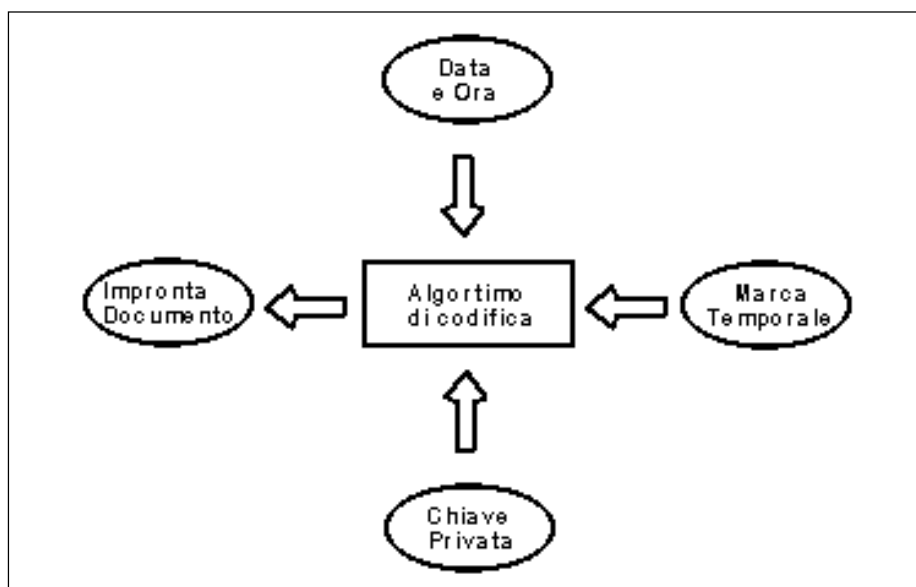 Data
e Ora
Impronta
Documento
Algortimo
di codifica
Marca
Temporale
Chiave
Privata